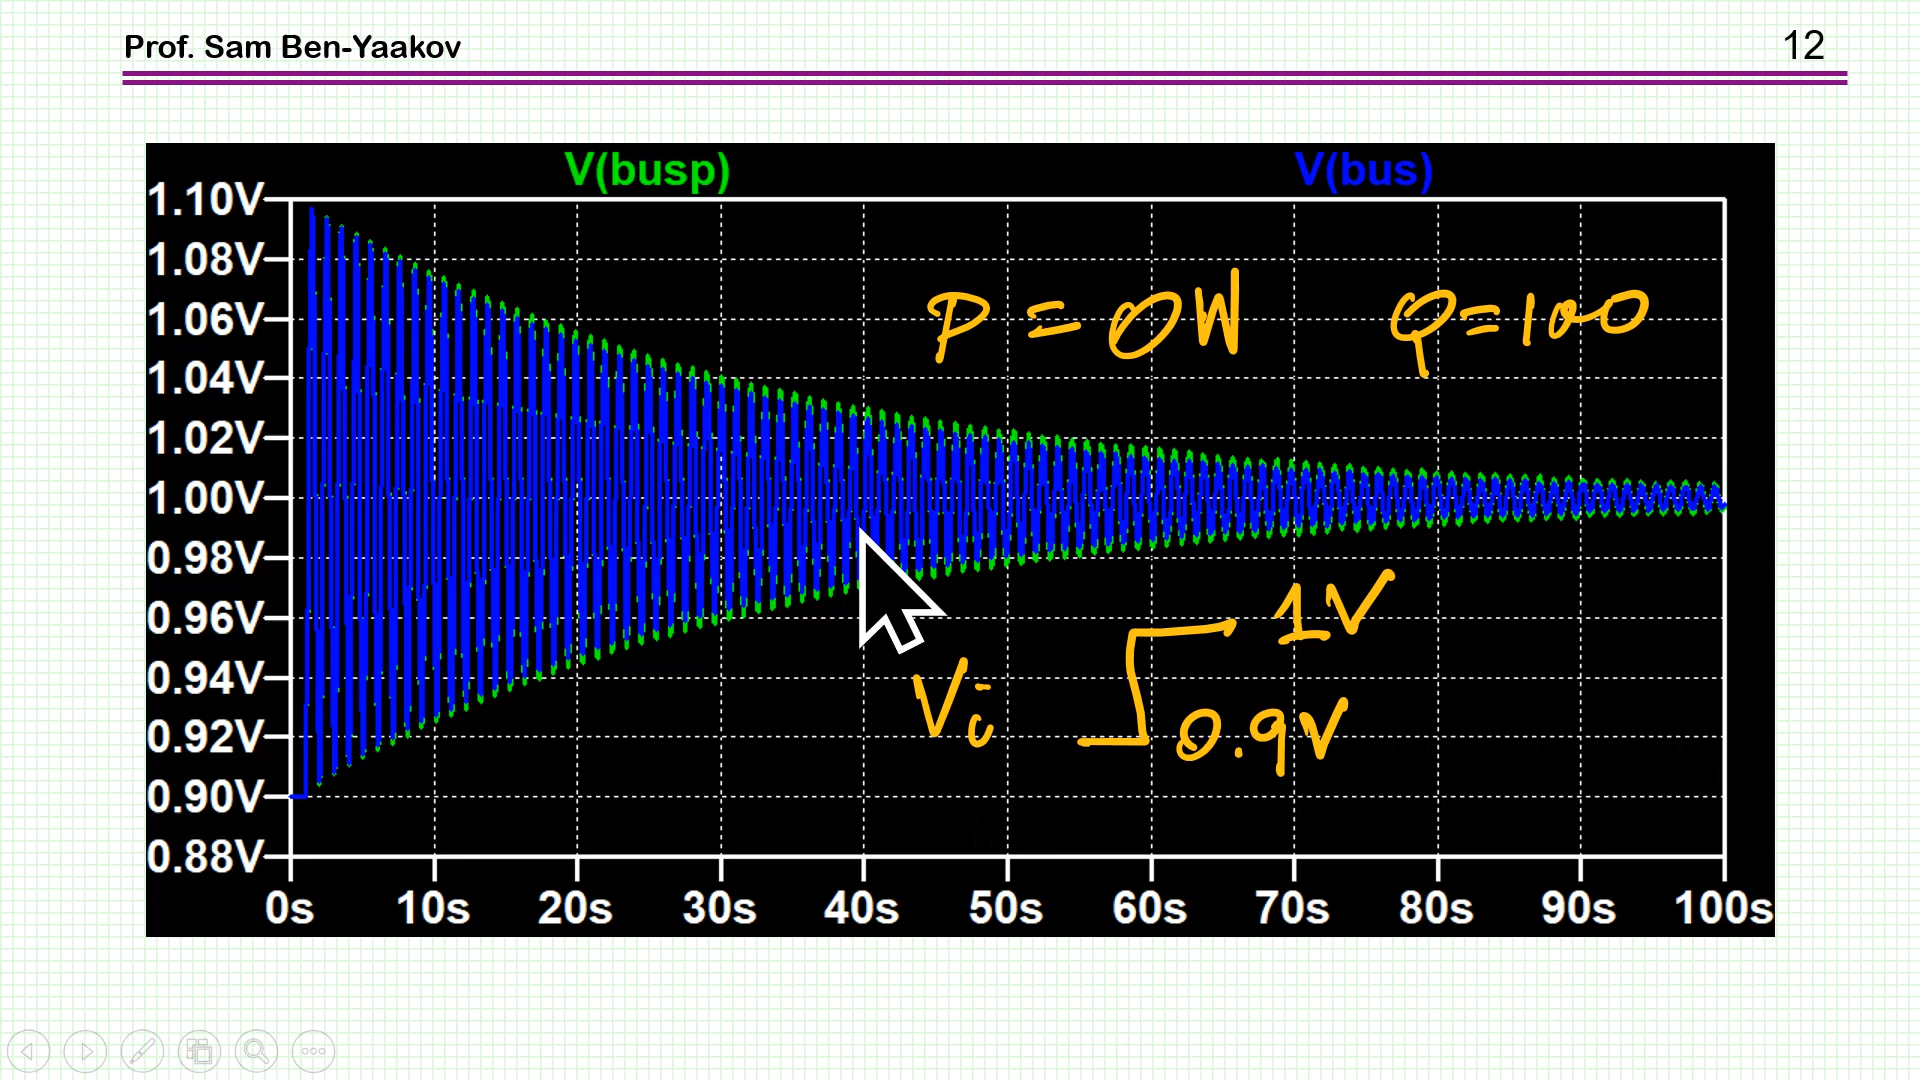 Prof. Sam Ben-Yaakov
12
V(busp)
V(bus)
1.10V
1.08V
1.06V
1.04V
1.02V
1.00V
0.98V
0.96V
0.94V
0.92V
0.90V
0.88V
P = 0W
Q=100
1V
Vi
0.9V
0s
10s
20s
30s
40s
50s
60s
70s
80s
90s
100s